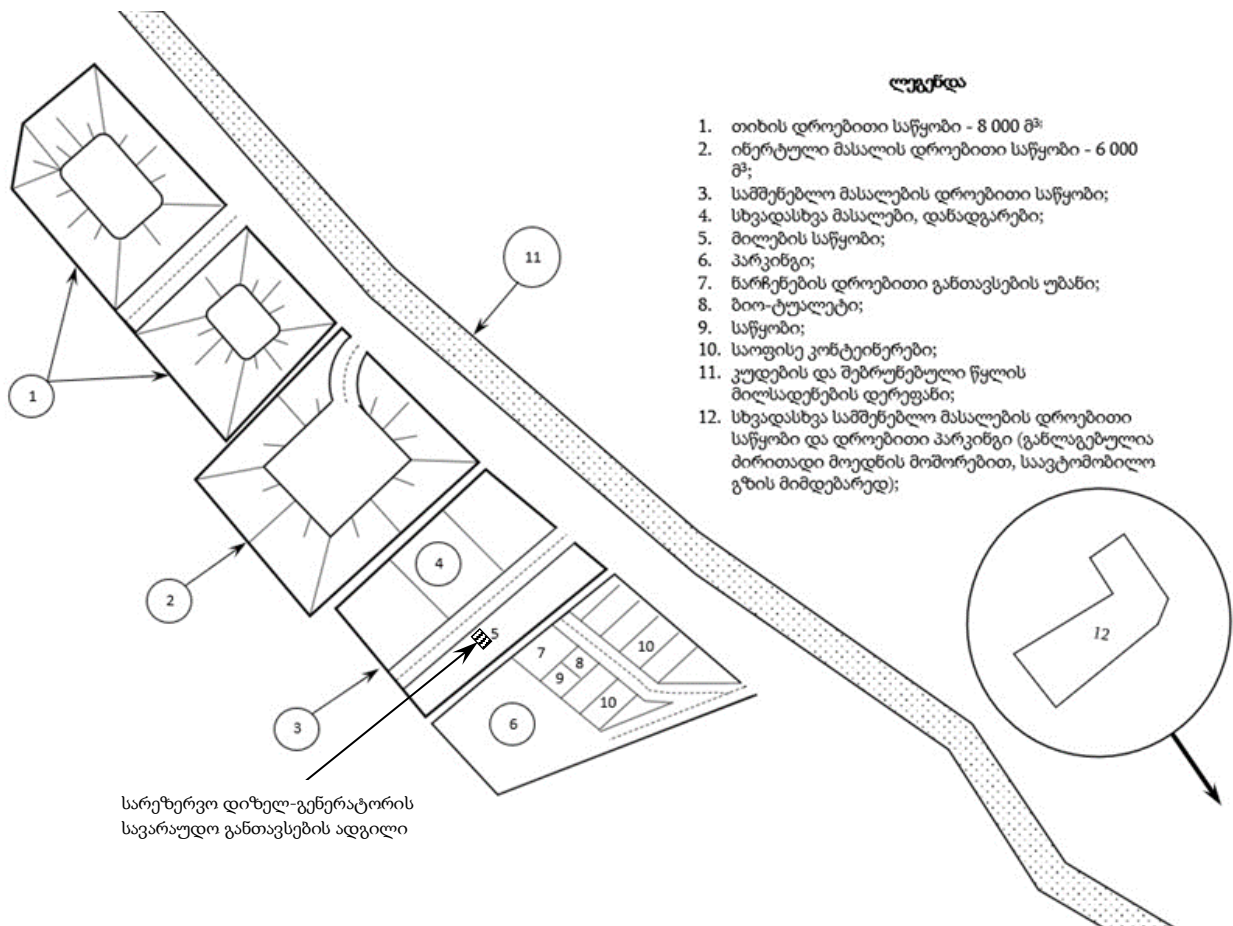 ლეგენდა
1. თიხის დროებითი საწყობი - 8 000 მ³;
2. ინერტული მასალის დროებითი საწყობი - 6 000
მ³;
3. სამშენებლო მასალების დროებითი საწყობი;
4. სხვადასხვა მასალები, დანადგარები;
5. მილების საწყობი;
6. პარკინგი;
7. ნარჩენების დროებითი განთავსების უბანი;
8. ბიო-ტუალეტი;
9. საწყობი;
10. საოფისე კონტეინერები;
11. კუდების და შებრუნებული წყლის
მილსადენების დერეფანი;
12. სხვადასხვა სამშენებლო მასალების დროებითი
საწყობი და დროებითი პარკინგი (განლაგებულია
ძირითადი მოედნის მოშორებით, საავტომობილო
გზის მიმდებარედ);
11
1
4
2
5
10
7
8
9
10
12
3
6
სარეზერვო დიზელ-გენერატორის
სავარაუდო განთავსების ადგილი